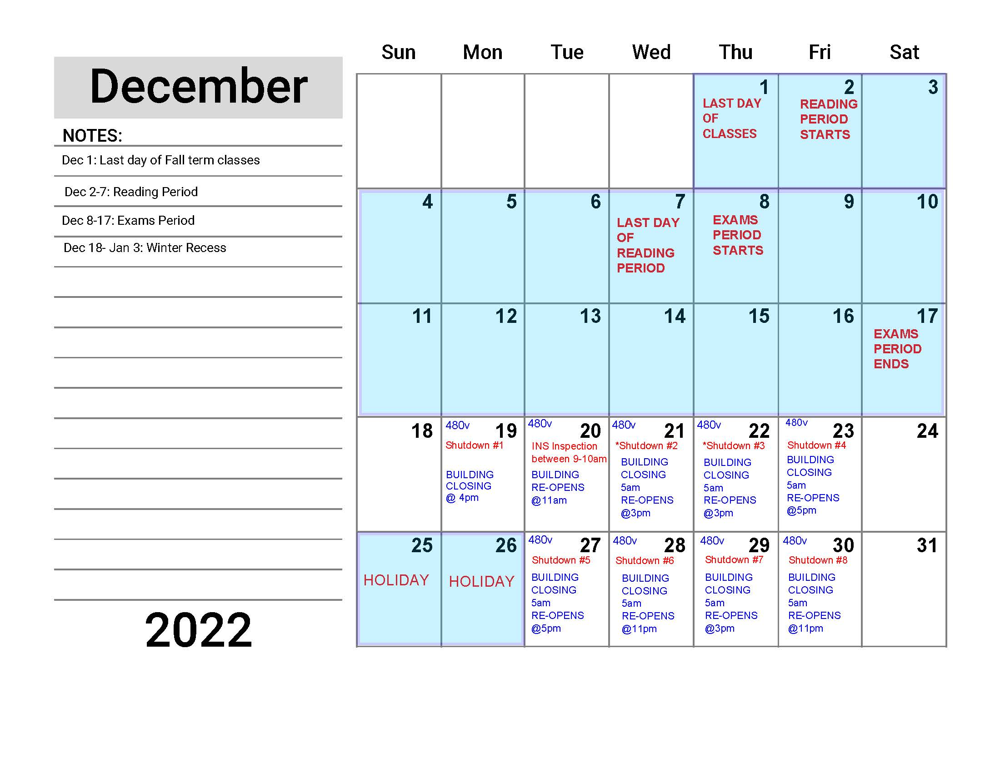 December
NOTES:
Dec 1: Last day of Fall term classes
Dec 2-7: Reading Period
Dec 8-17: Exams Period
Dec 18- Jan 3: Winter Recess
2022
Sun Mon Tue Wed Thu Fri Sat
1
LAST DAY
OF
CLASSES
2
READING
PERIOD
STARTS
3
4
5
6
7
LAST DAY
OF
READING
PERIOD
8
EXAMS
PERIOD
STARTS
9
10
11
12
13
14
15
16
17
EXAMS
PERIOD
ENDS
18
480v 19
Shutdown #1
BUILDING
CLOSING
@ 4pm
480v 20
INS Inspection
between 9-10am
BUILDING
RE-OPENS
@11am
480v 21
*Shutdown #2
BUILDING
CLOSING
5am
RE-OPENS
@3pm
480v 22
*Shutdown #3
BUILDING
CLOSING
5am
RE-OPENS
@3pm
480v 23
Shutdown #4
BUILDING
CLOSING
5am
RE-OPENS
@5pm
24
25
HOLIDAY
26
HOLIDAY
480v 27
Shutdown #5
BUILDING
CLOSING
5am
RE-OPENS
@5pm
480v 28
Shutdown #6
BUILDING
CLOSING
5am
RE-OPENS
@11pm
480v 29
Shutdown #7
BUILDING
CLOSING
5am
RE-OPENS
@3pm
480v 30
Shutdown #8
BUILDING
CLOSING
5am
RE-OPENS
@11pm
31